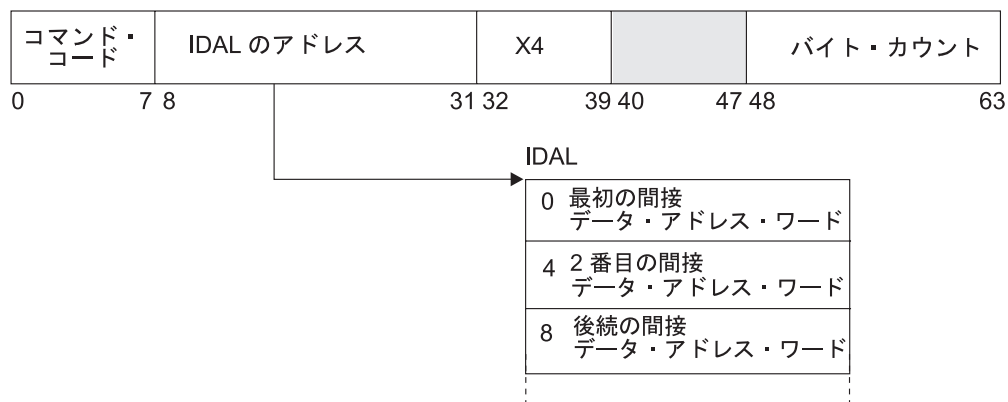 コマンド・
コード
IDAL のアドレス
X4
バイト・カウント
0 7 8 31 32 39 40 47 48 63
IDAL
0 最初の間接
データ・アドレス・ワード
4 2 番目の間接
データ・アドレス・ワード
8 後続の間接
データ・アドレス・ワード